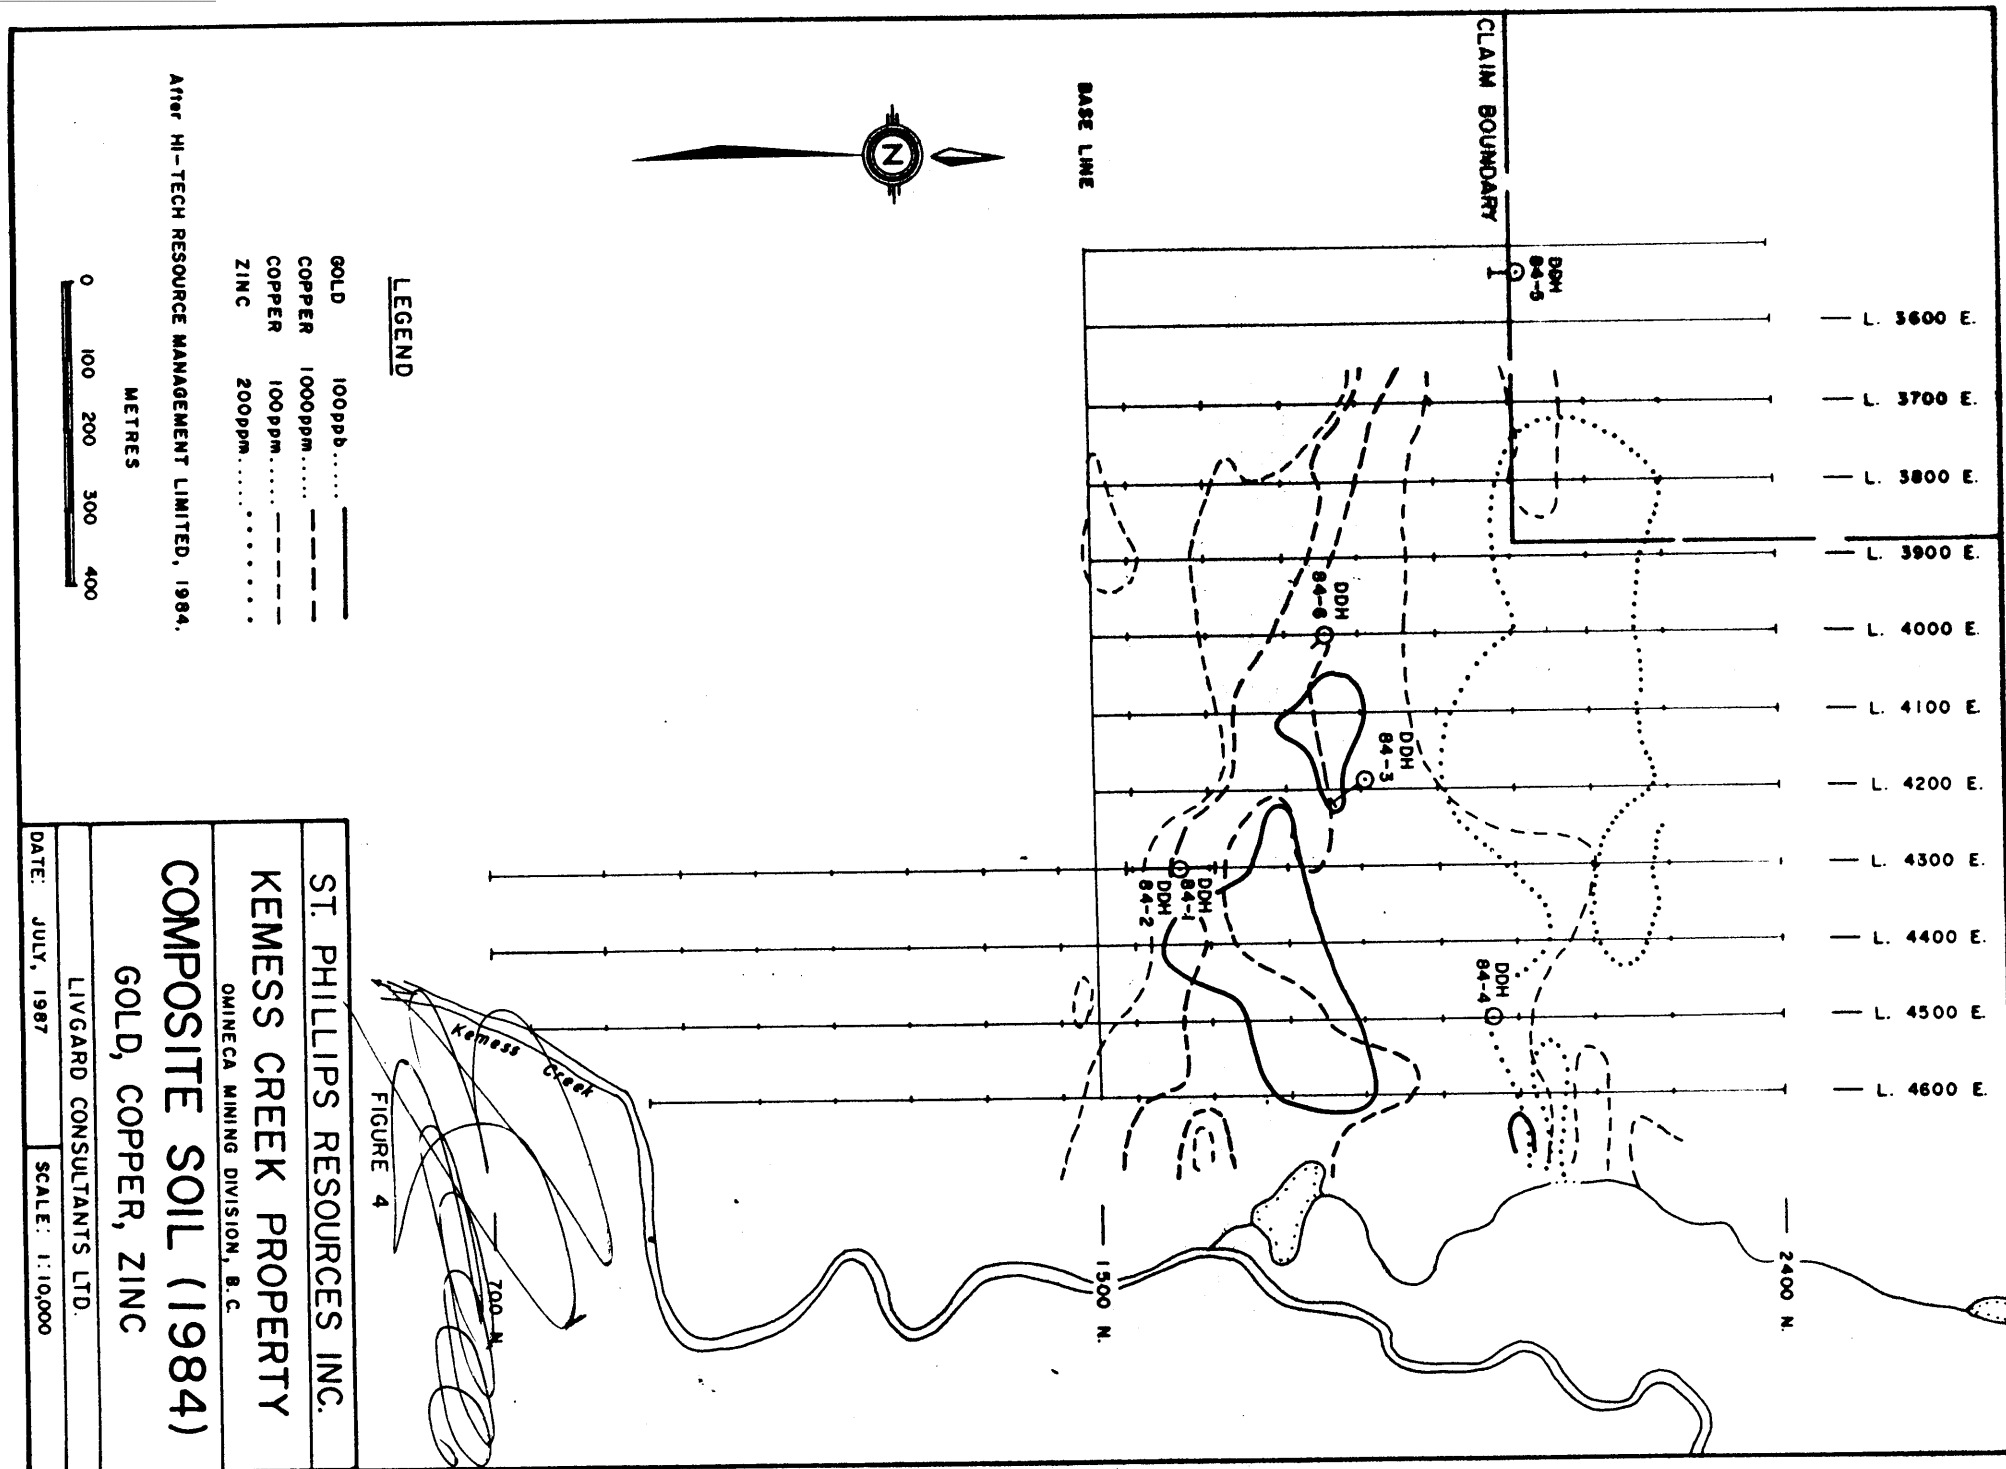 L. 3600 E.
L. 3700 E.
L. 3800 E.
L. 3900 E.
L. 4000 E.
L. 4100 E.
L. 4200 E.
L. 4300 E.
L. 4400 E.
L. 4500 E.
L. 4600 E.
2400 N.
CLAIM BOUNDARY
DDH
84-5
DDH
84-6
DDH
84-3
DDH
84-1
DDH
84-2
DDH
84-4
BASE LINE
1500 N.
N
700 N
Kemess Creek
LEGEND
GOLD 100ppb.....
COPPER 1000ppm....
COPPER 100ppm....
ZINC 200ppm....
After HI-TECH RESOURCE MANAGEMENT LIMITED, 1984.
METRES
0 100 200 300 400
FIGURE 4
ST. PHILLIPS RESOURCES INC.
KEMESS CREEK PROPERTY
OMINECA MINING DIVISION, B.C.
COMPOSITE SOIL (1984)
GOLD, COPPER, ZINC
LIVGARD CONSULTANTS LTD.
DATE: JULY, 1987
SCALE: 1:10,000